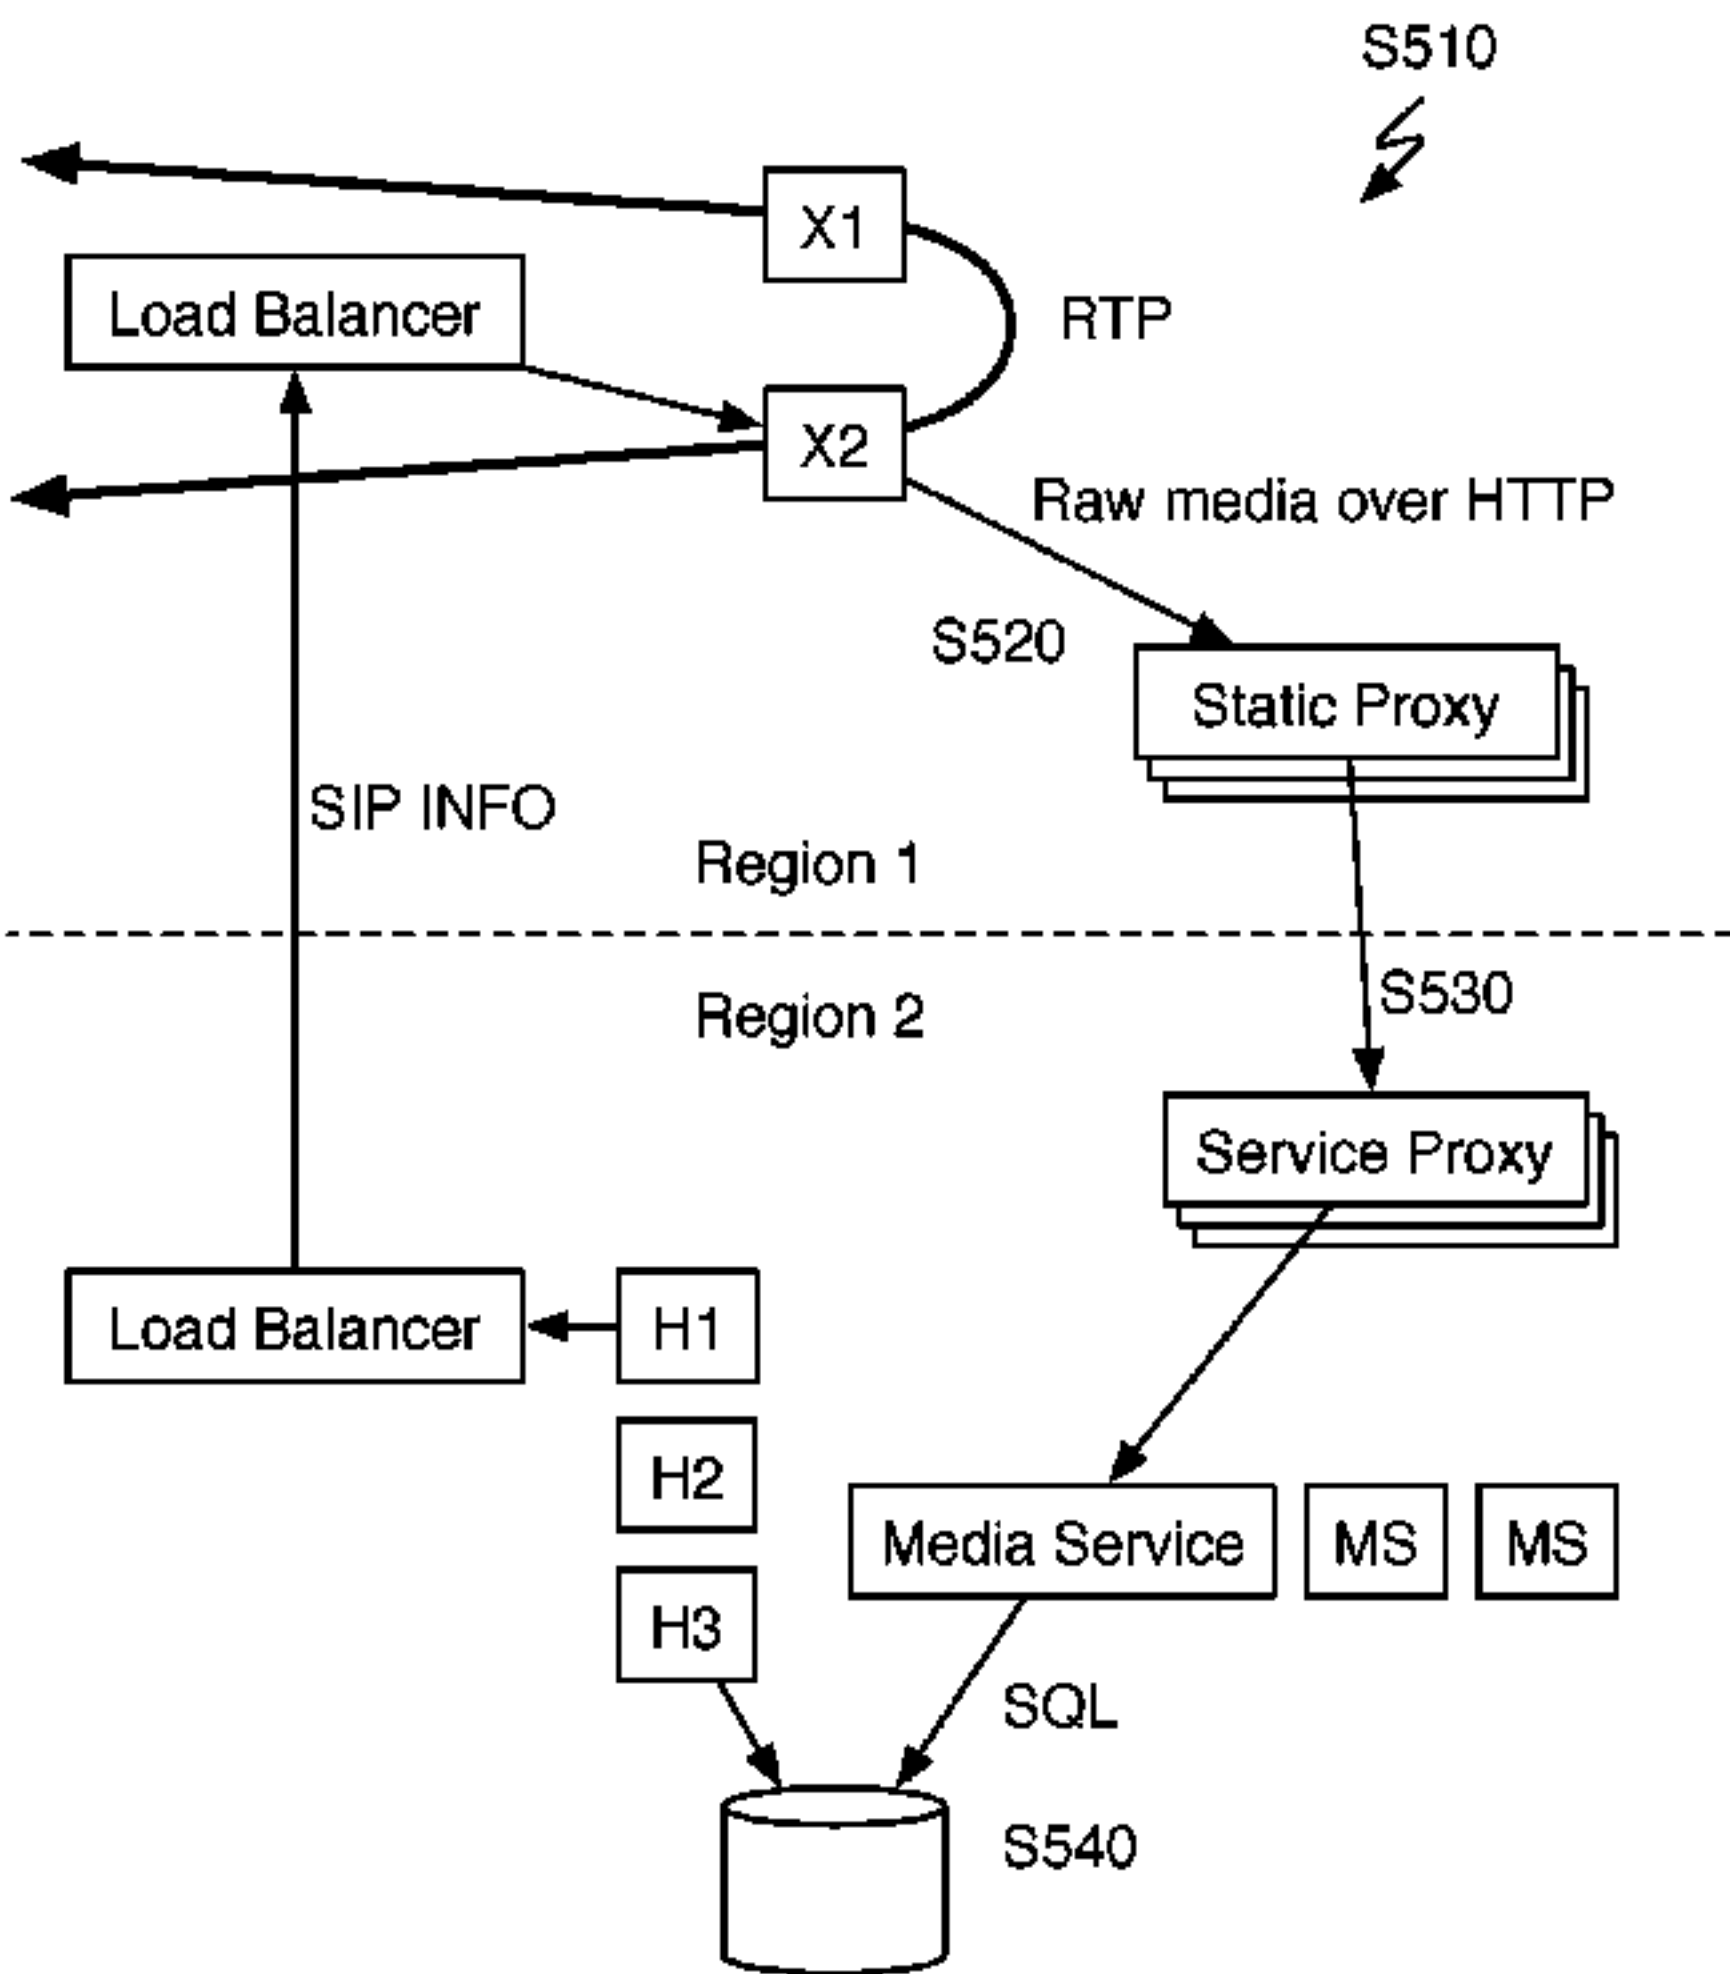 S510
X1
Load Balancer
RTP
X2
Raw media over HTTP
S520
Static Proxy
SIP INFO
Region 1
Region 2
S530
Service Proxy
Load Balancer
H1
H2
Media Service
MS
MS
H3
SQL
S540